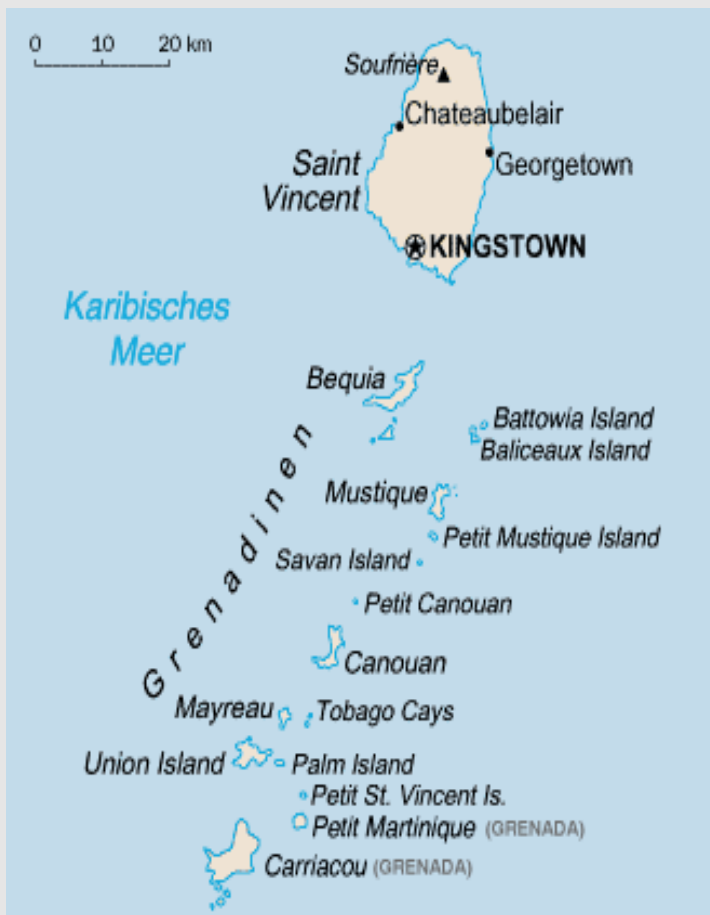 0 10 20 km
Soufrière
Chateaubelair
Saint
Vincent
Georgetown
KINGSTOWN
Karibisches
Meer
Bequia
Battowia Island
Baliceaux Island
Grenadinen
Mustique
Petit Mustique Island
Savan Island
Petit Canouan
Canouan
Mayreau
Tobago Cays
Union Island
Palm Island
Petit St. Vincent Is.
Petit Martinique (GRENADA)
Carriacou (GRENADA)